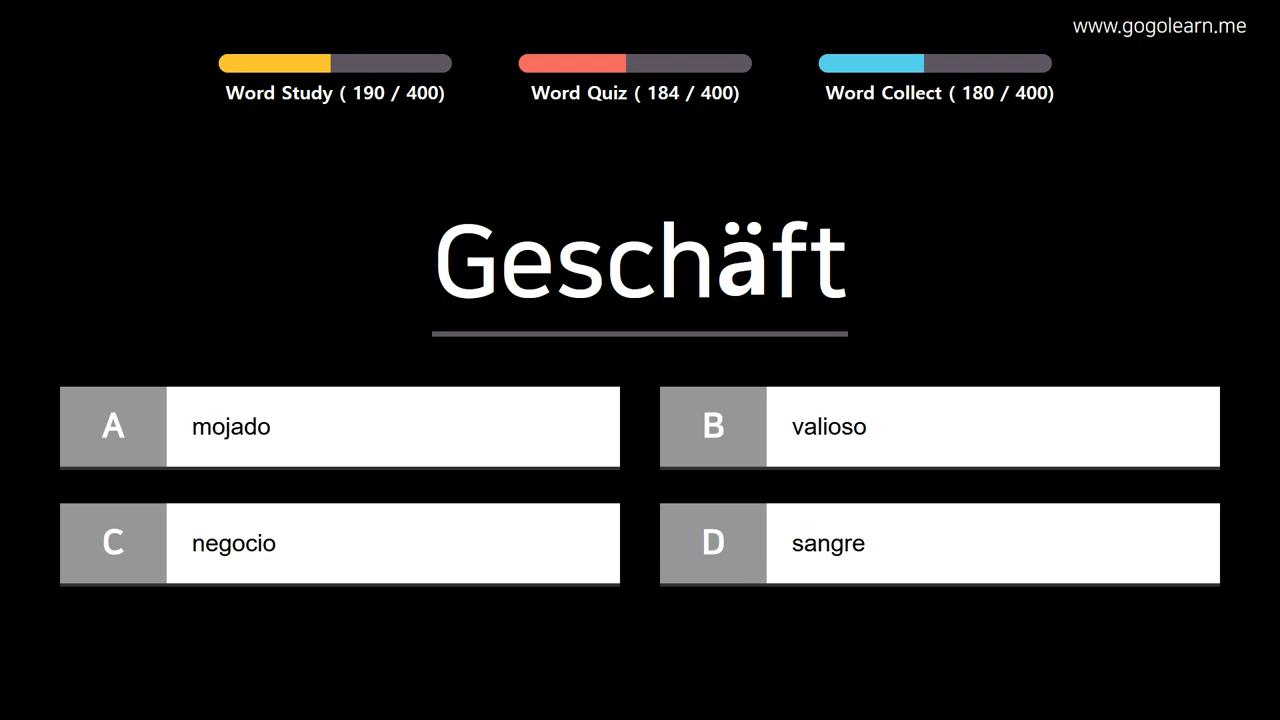 www.gogolearn.me
Word Study ( 190 / 400)
Word Quiz ( 184 / 400)
Word Collect ( 180 / 400)
Geschäft
A mojado
B valioso
C negocio
D sangre